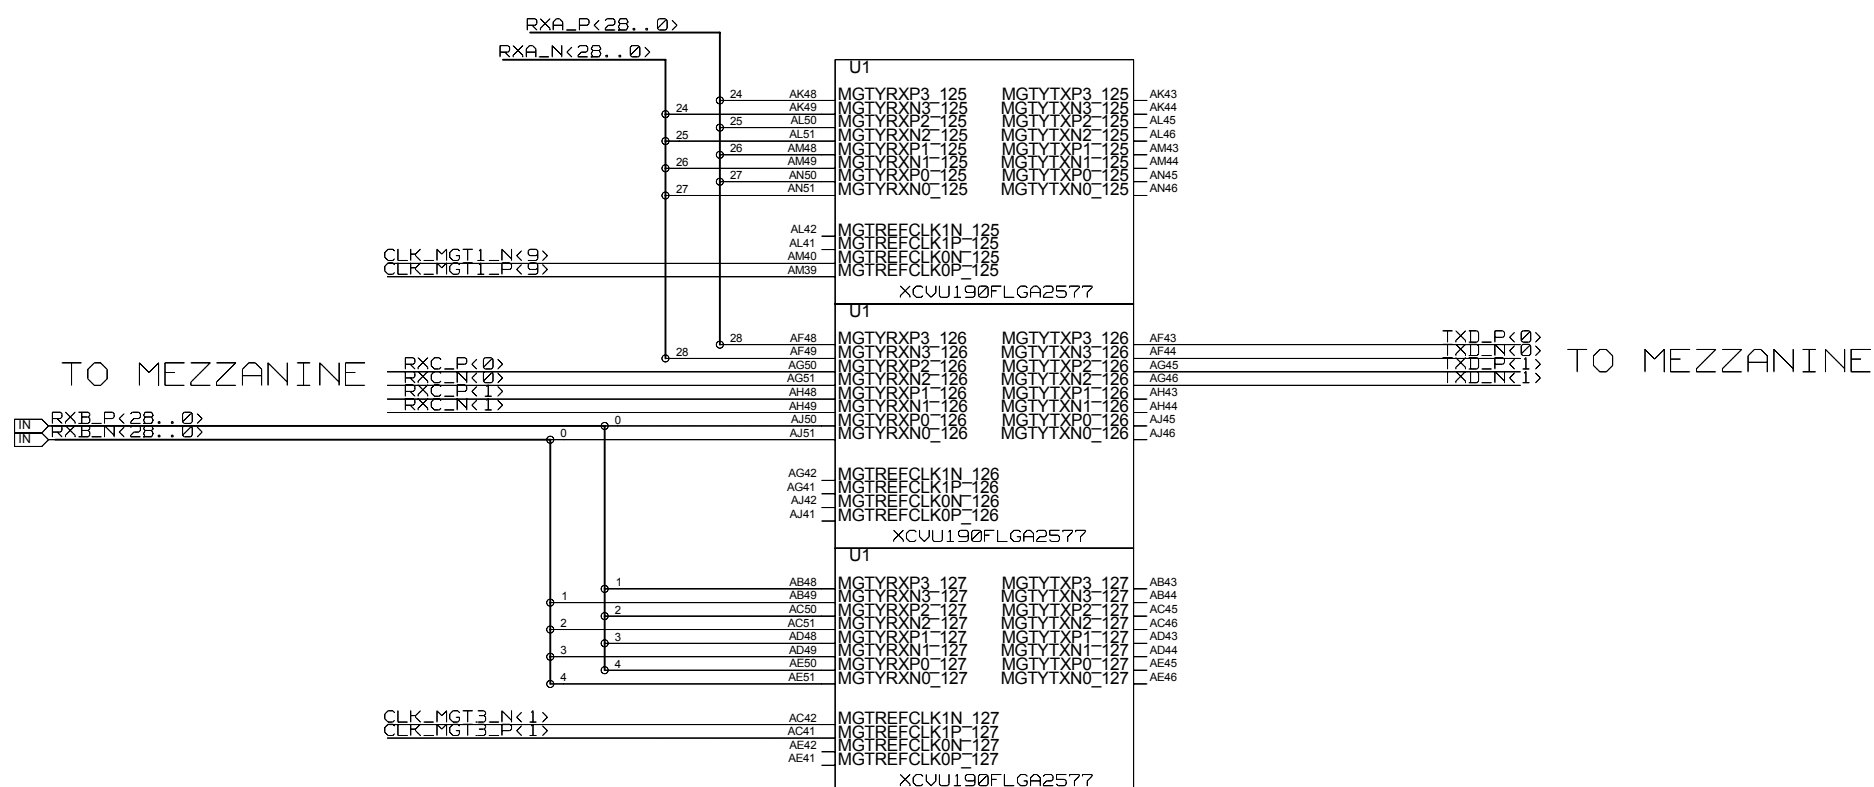 RXA_P<28..0>
RXA_N<28..0>
U1
24 AK48 MGTYRXP3_125 MGTYTXP3_125 AK43
24 AK49 MGTYRXN3_125 MGTYTXN3_125 AK44
25 AL50 MGTYRXP2_125 MGTYTXP2_125 AL45
25 AL51 MGTYRXN2_125 MGTYTXN2_125 AL46
26 AM48 MGTYRXP1_125 MGTYTXP1_125 AM43
26 AM49 MGTYRXN1_125 MGTYTXN1_125 AM44
27 AN50 MGTYRXP0_125 MGTYTXP0_125 AN45
27 AN51 MGTYRXN0_125 MGTYTXN0_125 AN46
AL42 MGTREFCLK1N_125
AL41 MGTREFCLK1P_125
CLK_MGT1_N<9> AM40 MGTREFCLK0N_125
CLK_MGT1_P<9> AM39 MGTREFCLK0P_125
XCVU190FLGA2577
U1
28 AF48 MGTYRXP3_126 MGTYTXP3_126 AF43 TXD_P<0>
28 AF49 MGTYRXN3_126 MGTYTXN3_126 AF44 TXD_N<0>
TO MEZZANINE RXC_P<0> AG50 MGTYRXP2_126 MGTYTXP2_126 AG45 TXD_P<1> TO MEZZANINE
RXC_N<0> AG51 MGTYRXN2_126 MGTYTXN2_126 AG46 TXD_N<1>
RXC_P<1> AH48 MGTYRXP1_126 MGTYTXP1_126 AH43
RXC_N<1> AH49 MGTYRXN1_126 MGTYTXN1_126 AH44
IN RXB_P<28..0> 0 AJ50 MGTYRXP0_126 MGTYTXP0_126 AJ45
IN RXB_N<28..0> 0 AJ51 MGTYRXN0_126 MGTYTXN0_126 AJ46
AG42 MGTREFCLK1N_126
AG41 MGTREFCLK1P_126
AJ42 MGTREFCLK0N_126
AJ41 MGTREFCLK0P_126
XCVU190FLGA2577
U1
1 AB48 MGTYRXP3_127 MGTYTXP3_127 AB43
1 AB49 MGTYRXN3_127 MGTYTXN3_127 AB44
2 AC50 MGTYRXP2_127 MGTYTXP2_127 AC45
2 AC51 MGTYRXN2_127 MGTYTXN2_127 AC46
3 AD48 MGTYRXP1_127 MGTYTXP1_127 AD43
3 AD49 MGTYRXN1_127 MGTYTXN1_127 AD44
4 AE50 MGTYRXP0_127 MGTYTXP0_127 AE45
4 AE51 MGTYRXN0_127 MGTYTXN0_127 AE46
CLK_MGT3_N<1> AC42 MGTREFCLK1N_127
CLK_MGT3_P<1> AC41 MGTREFCLK1P_127
AE42 MGTREFCLK0N_127
AE41 MGTREFCLK0P_127
XCVU190FLGA2577